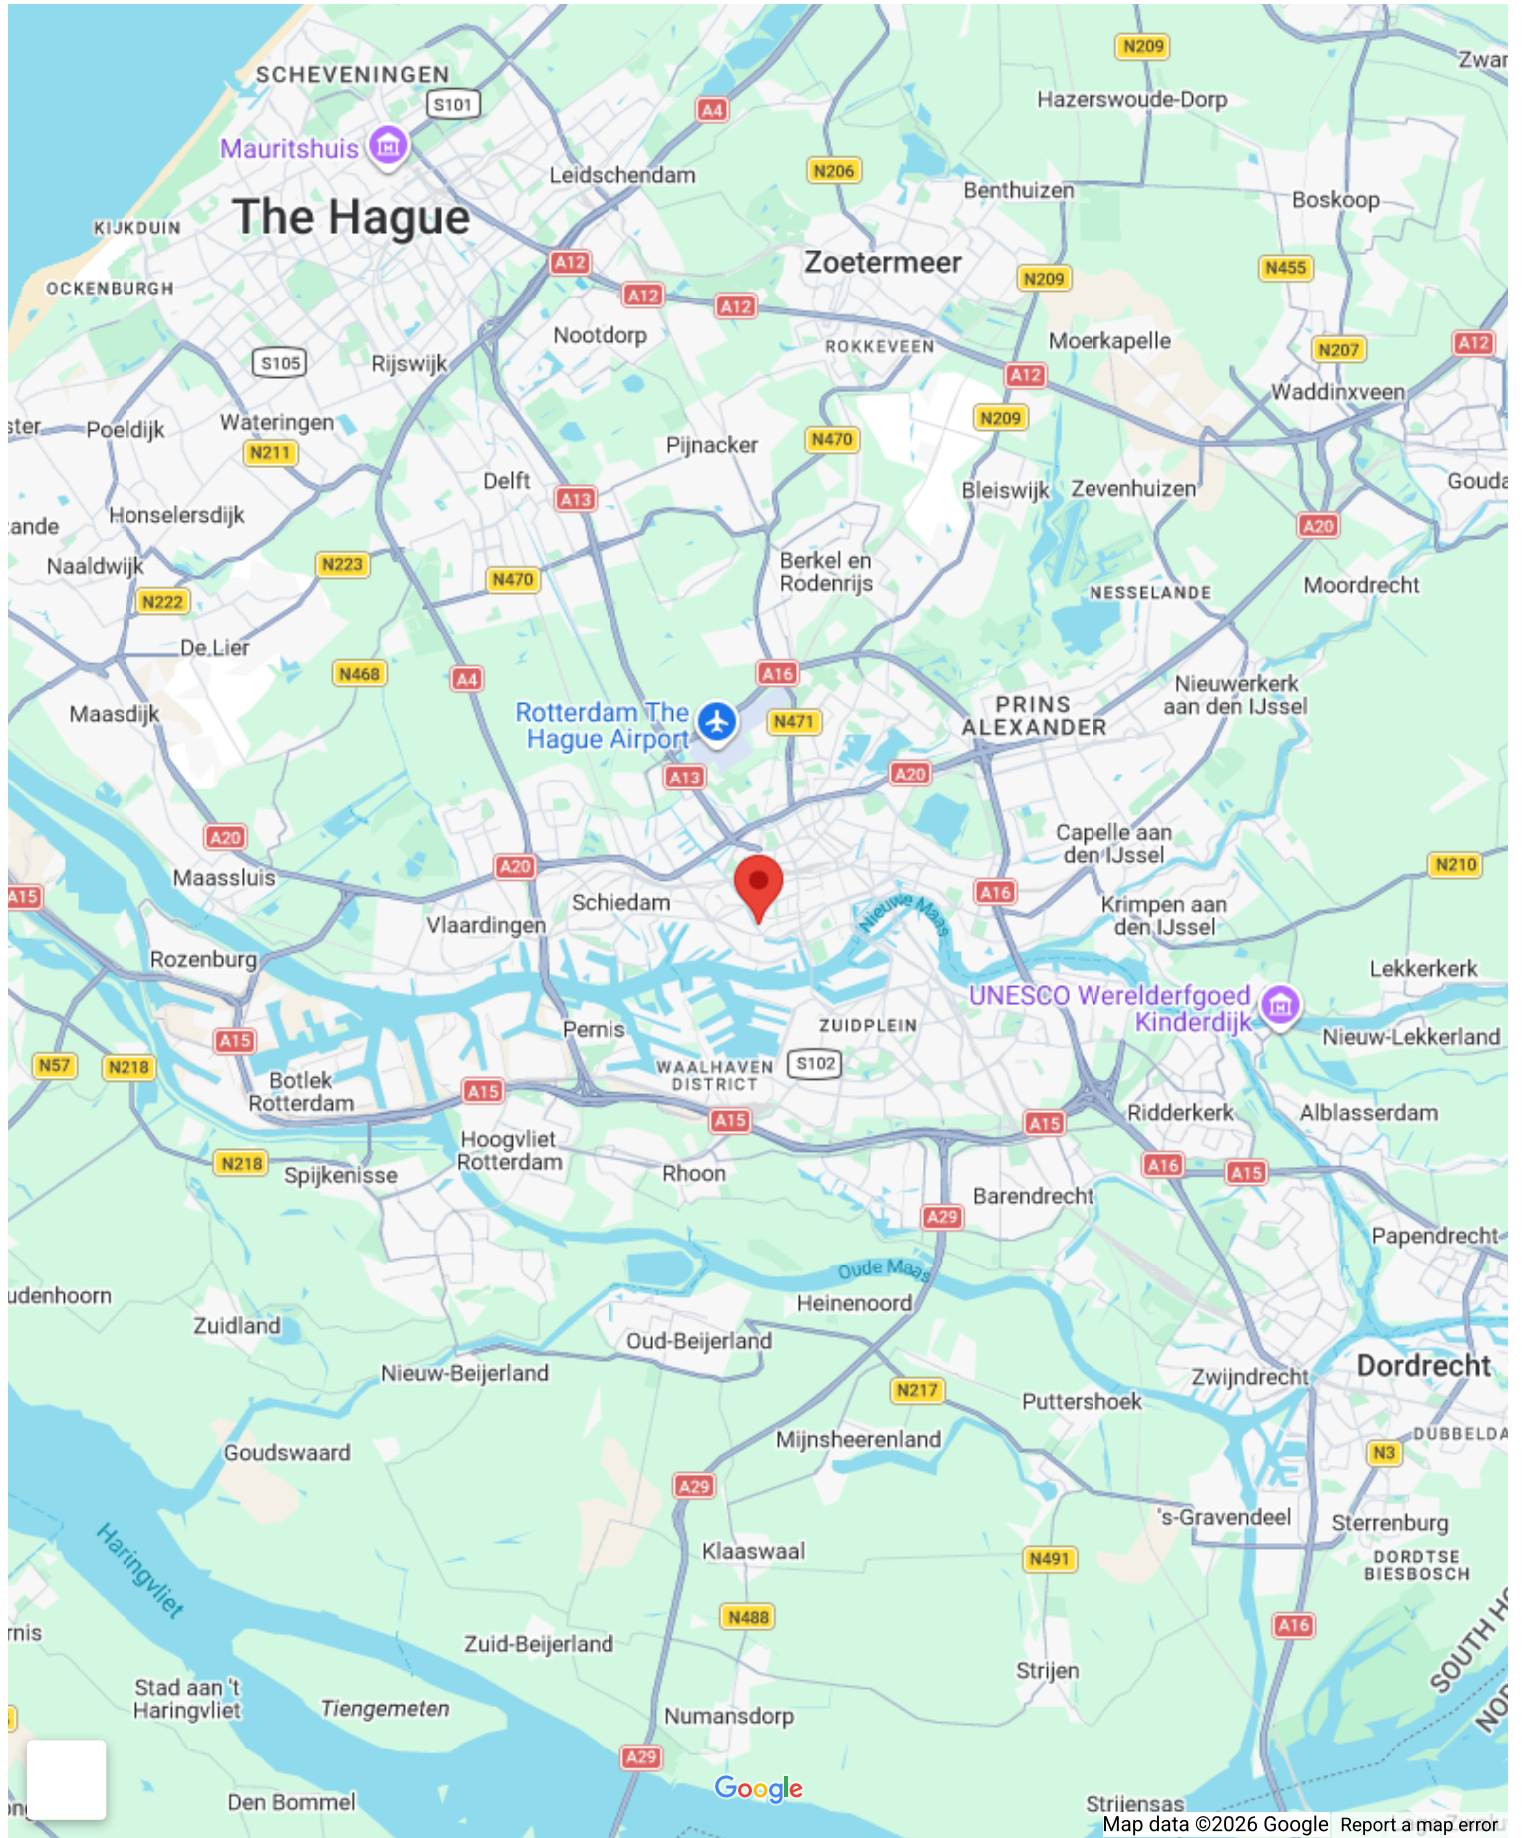 N209
Zwar
SCHEVENINGEN
S101
A4
Hazerswoude-Dorp
Mauritshuis
Leidschendam
N206
Benthuizen
Boskoop
The Hague
KIJKDUIN
A12
Zoetermeer
N455
OCKENBURGH
A12
A12
N209
Nootdorp
ROKKEVEEN
Moerkapelle
N207
A12
S105
Rijswijk
A12
Waddinxveen
ster
Poeldijk
Wateringen
N211
Pijnacker
N470
N209
Delft
A13
Bleiswijk
Zevenhuizen
Gouda
Honselersdijk
zande
A20
Naaldwijk
N223
N470
Berkel en
Rodenrijs
NESSELANDE
Moordrecht
N222
De Lier
N468
A4
A16
Nieuwerkerk
aan den IJssel
Maasdijk
Rotterdam The
Hague Airport
N471
PRINS
ALEXANDER
A13
A20
A20
Capelle aan
den IJssel
Maassluis
A20
N210
A15
Schiedam
A16
Nieuwe Maas
Krimpen aan
den IJssel
Vlaardingen
Rozenburg
Lekkerkerk
UNESCO Werelderfgoed
Kinderdijk
Pernis
ZUIDPLEIN
Nieuw-Lekkerland
A15
N57
N218
WAALHAVEN
DISTRICT
S102
Botlek
Rotterdam
A15
A15
A15
Ridderkerk
Alblasserdam
Hoogvliet
Rotterdam
N218
Spijkenisse
Rhoon
A16
A15
Barendrecht
A29
Papendrecht
Oude Maas
udenhoorn
Heinenoord
Zuidland
Oud-Beijerland
Nieuw-Beijerland
Zwijndrecht
Dordrecht
N217
Puttershoek
Goudswaard
Mijnsheerenland
DUBBELDA
N3
A29
's-Gravendeel
Sterrenburg
Haringvliet
Klaaswaal
N491
DORDTSE
BIESBOSCH
N488
A16
rnis
Zuid-Beijerland
SOUTH HO
Stad aan 't
Haringvliet
Tiengemeten
Strijen
Numansdorp
NOR
A29
Google
Den Bommel
Strijensas
Map data ©2026 Google
Report a map error